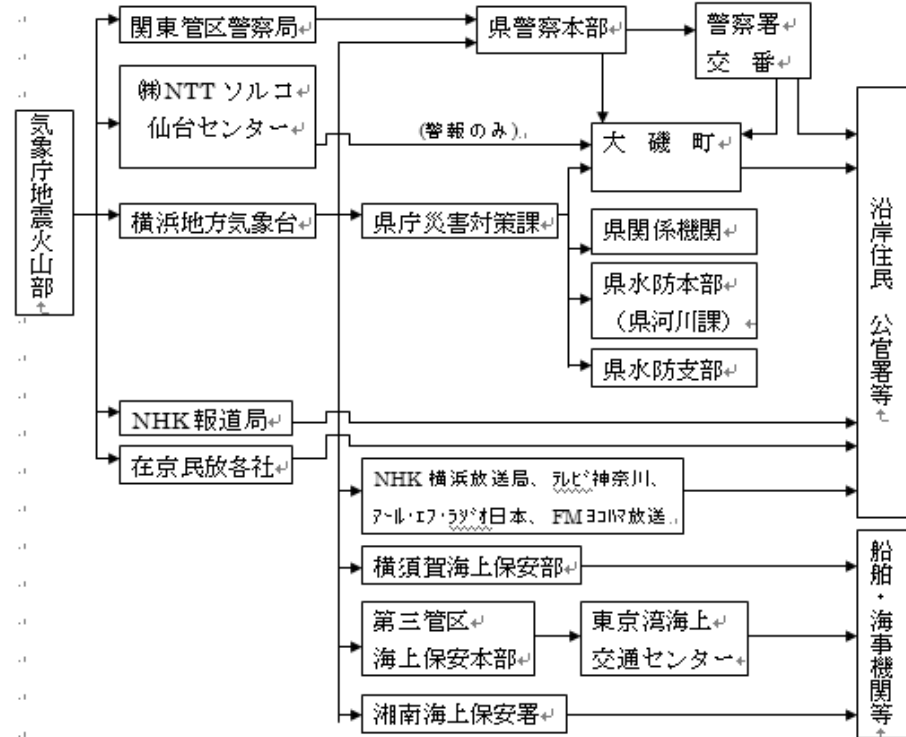 気象庁地震火山部
関東管区警察局
㈱NTTソルコ
仙台センター
横浜地方気象台
NHK報道局
在京民放各社
県警察本部
警察署
交番
(警報のみ)
大磯町
県庁災害対策課
県関係機関
県水防本部
(県河川課)
県水防支部
NHK横浜放送局、ﾃﾚﾋﾞ神奈川、
ｱｰﾙ･ｴﾌ･ﾗｼﾞｵ日本、FMﾖｺﾊﾏ放送
横須賀海上保安部
第三管区
海上保安本部
東京湾海上
交通センター
湘南海上保安署
沿岸住民 公官署等
船舶・海事機関等